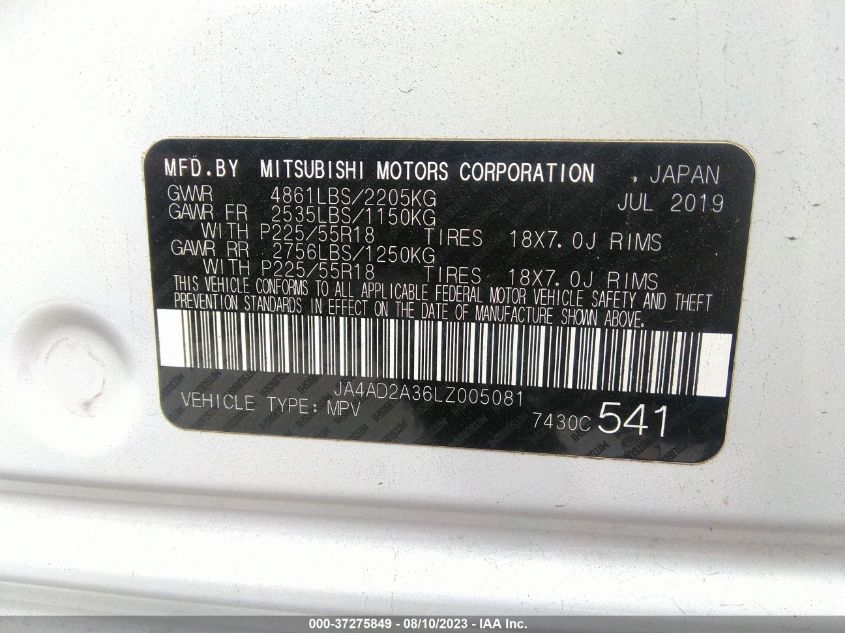 MFD.BY MITSUBISHI MOTORS CORPORATION , JAPAN
GVWR 4861LBS/2205KG JUL 2019
GAWR FR 2535LBS/1150KG
WITH P225/55R18 TIRES 18X7.0J RIMS
GAWR RR 2756LBS/1250KG
WITH P225/55R18 TIRES 18X7.0J RIMS
THIS VEHICLE CONFORMS TO ALL APPLICABLE FEDERAL MOTOR VEHICLE SAFETY AND THEFT
PREVENTION STANDARDS IN EFFECT ON THE DATE OF MANUFACTURE SHOWN ABOVE.
JA4AD2A36LZ005081
VEHICLE TYPE: MPV 7430C 541
000-37275849 - 08/10/2023 - IAA Inc.